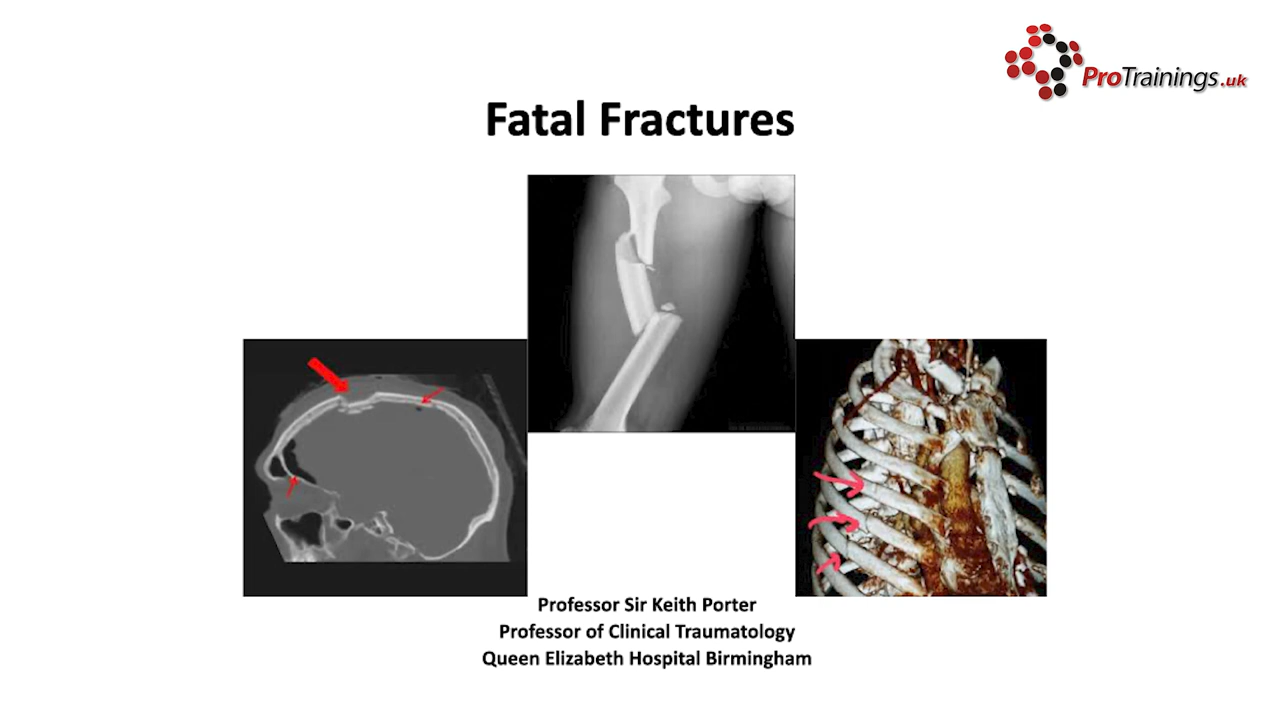 ProTrainings.uk
Fatal Fractures
Professor Sir Keith Porter
Professor of Clinical Traumatology
Queen Elizabeth Hospital Birmingham